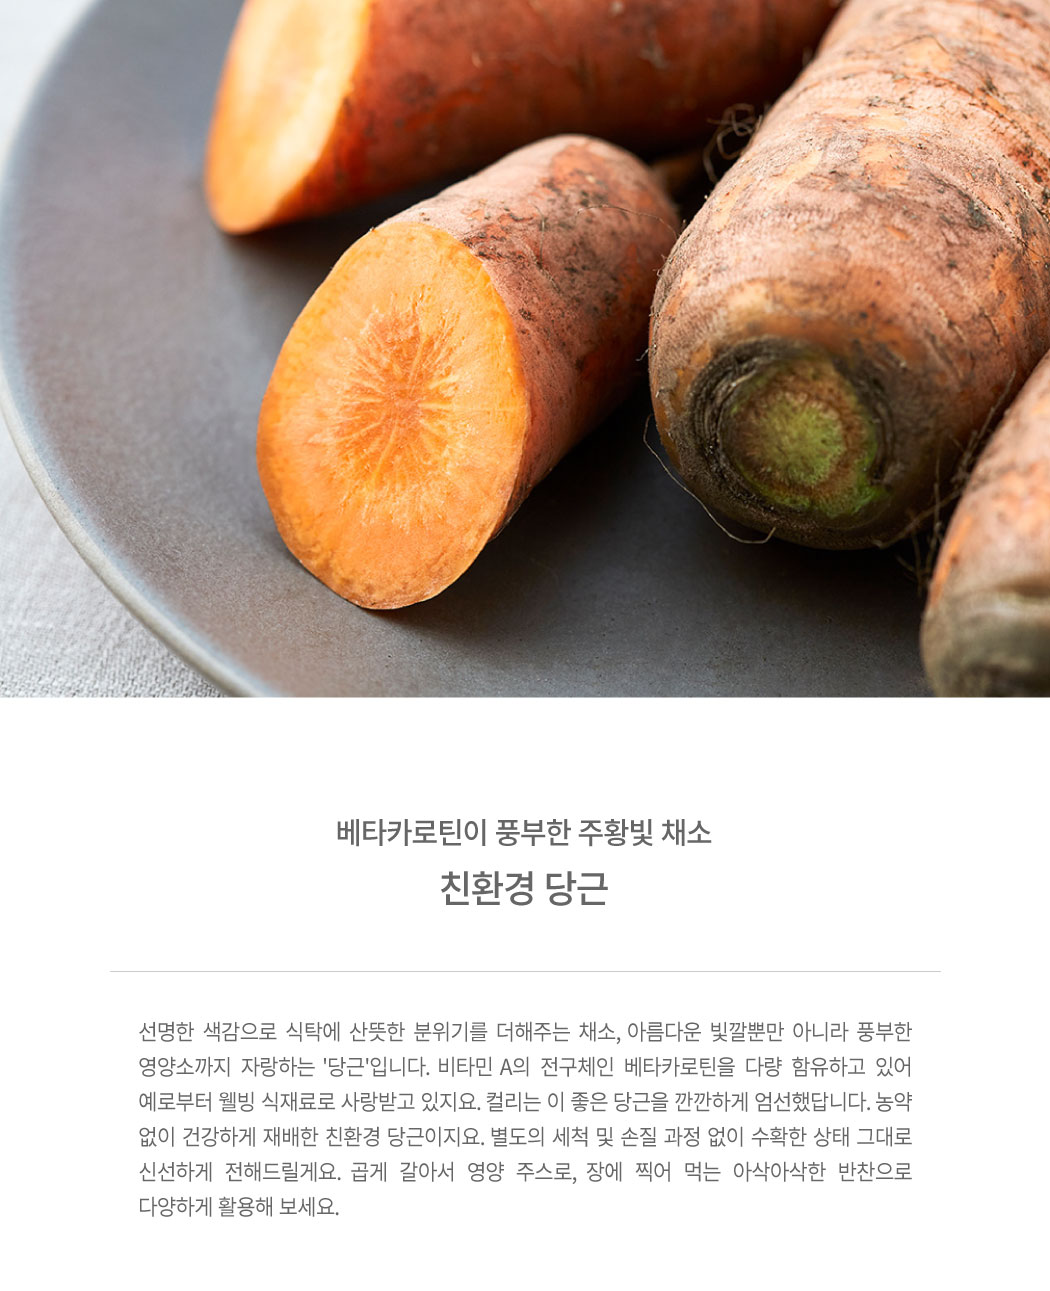 베타카로틴이 풍부한 주황빛 채소
친환경 당근
선명한 색감으로 식탁에 산뜻한 분위기를 더해주는 채소, 아름다운 빛깔뿐만 아니라 풍부한
영양소까지 자랑하는 '당근'입니다. 비타민 A의 전구체인 베타카로틴을 다량 함유하고 있어
예로부터 웰빙 식재료로 사랑받고 있지요. 컬리는 이 좋은 당근을 깐깐하게 엄선했답니다. 농약
없이 건강하게 재배한 친환경 당근이지요. 별도의 세척 및 손질 과정 없이 수확한 상태 그대로
신선하게 전해드릴게요. 곱게 갈아서 영양 주스로, 장에 찍어 먹는 아삭아삭한 반찬으로
다양하게 활용해 보세요.